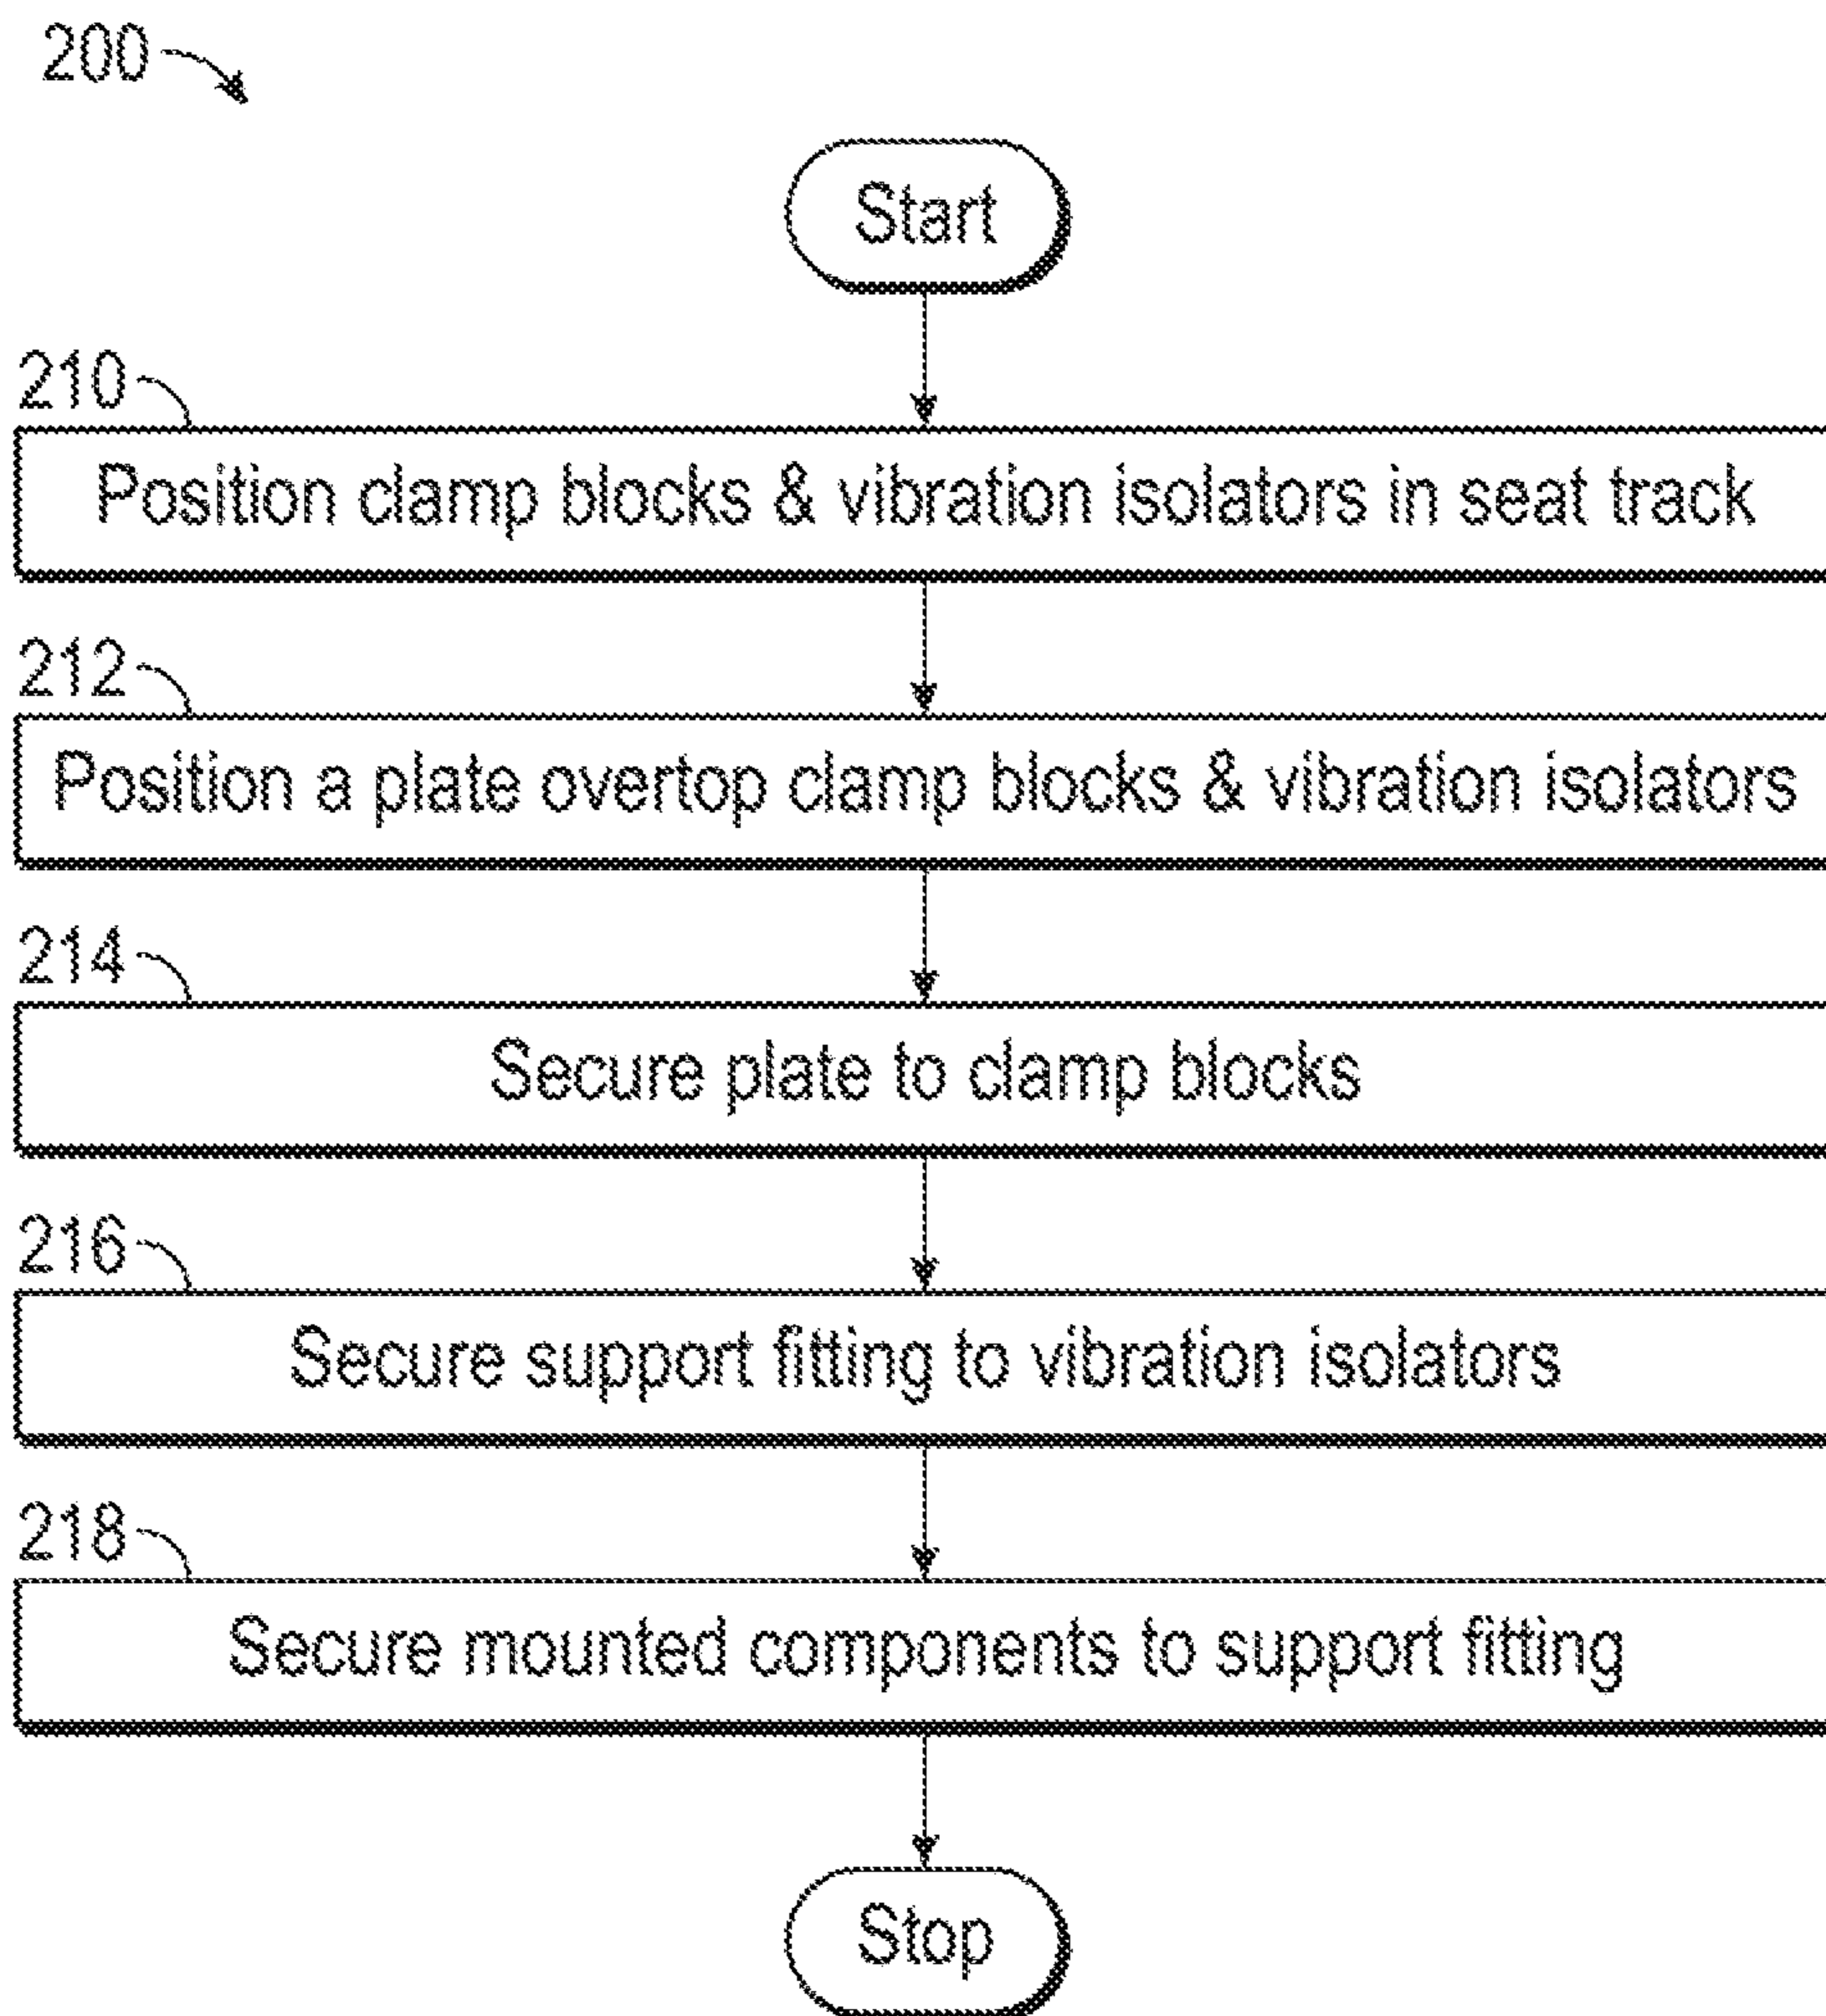 200
Start
210
Position clamp blocks & vibration isolators in seat track
212
Position a plate overtop clamp blocks & vibration isolators
214
Secure plate to clamp blocks
216
Secure support fitting to vibration isolators
218
Secure mounted components to support fitting
Stop